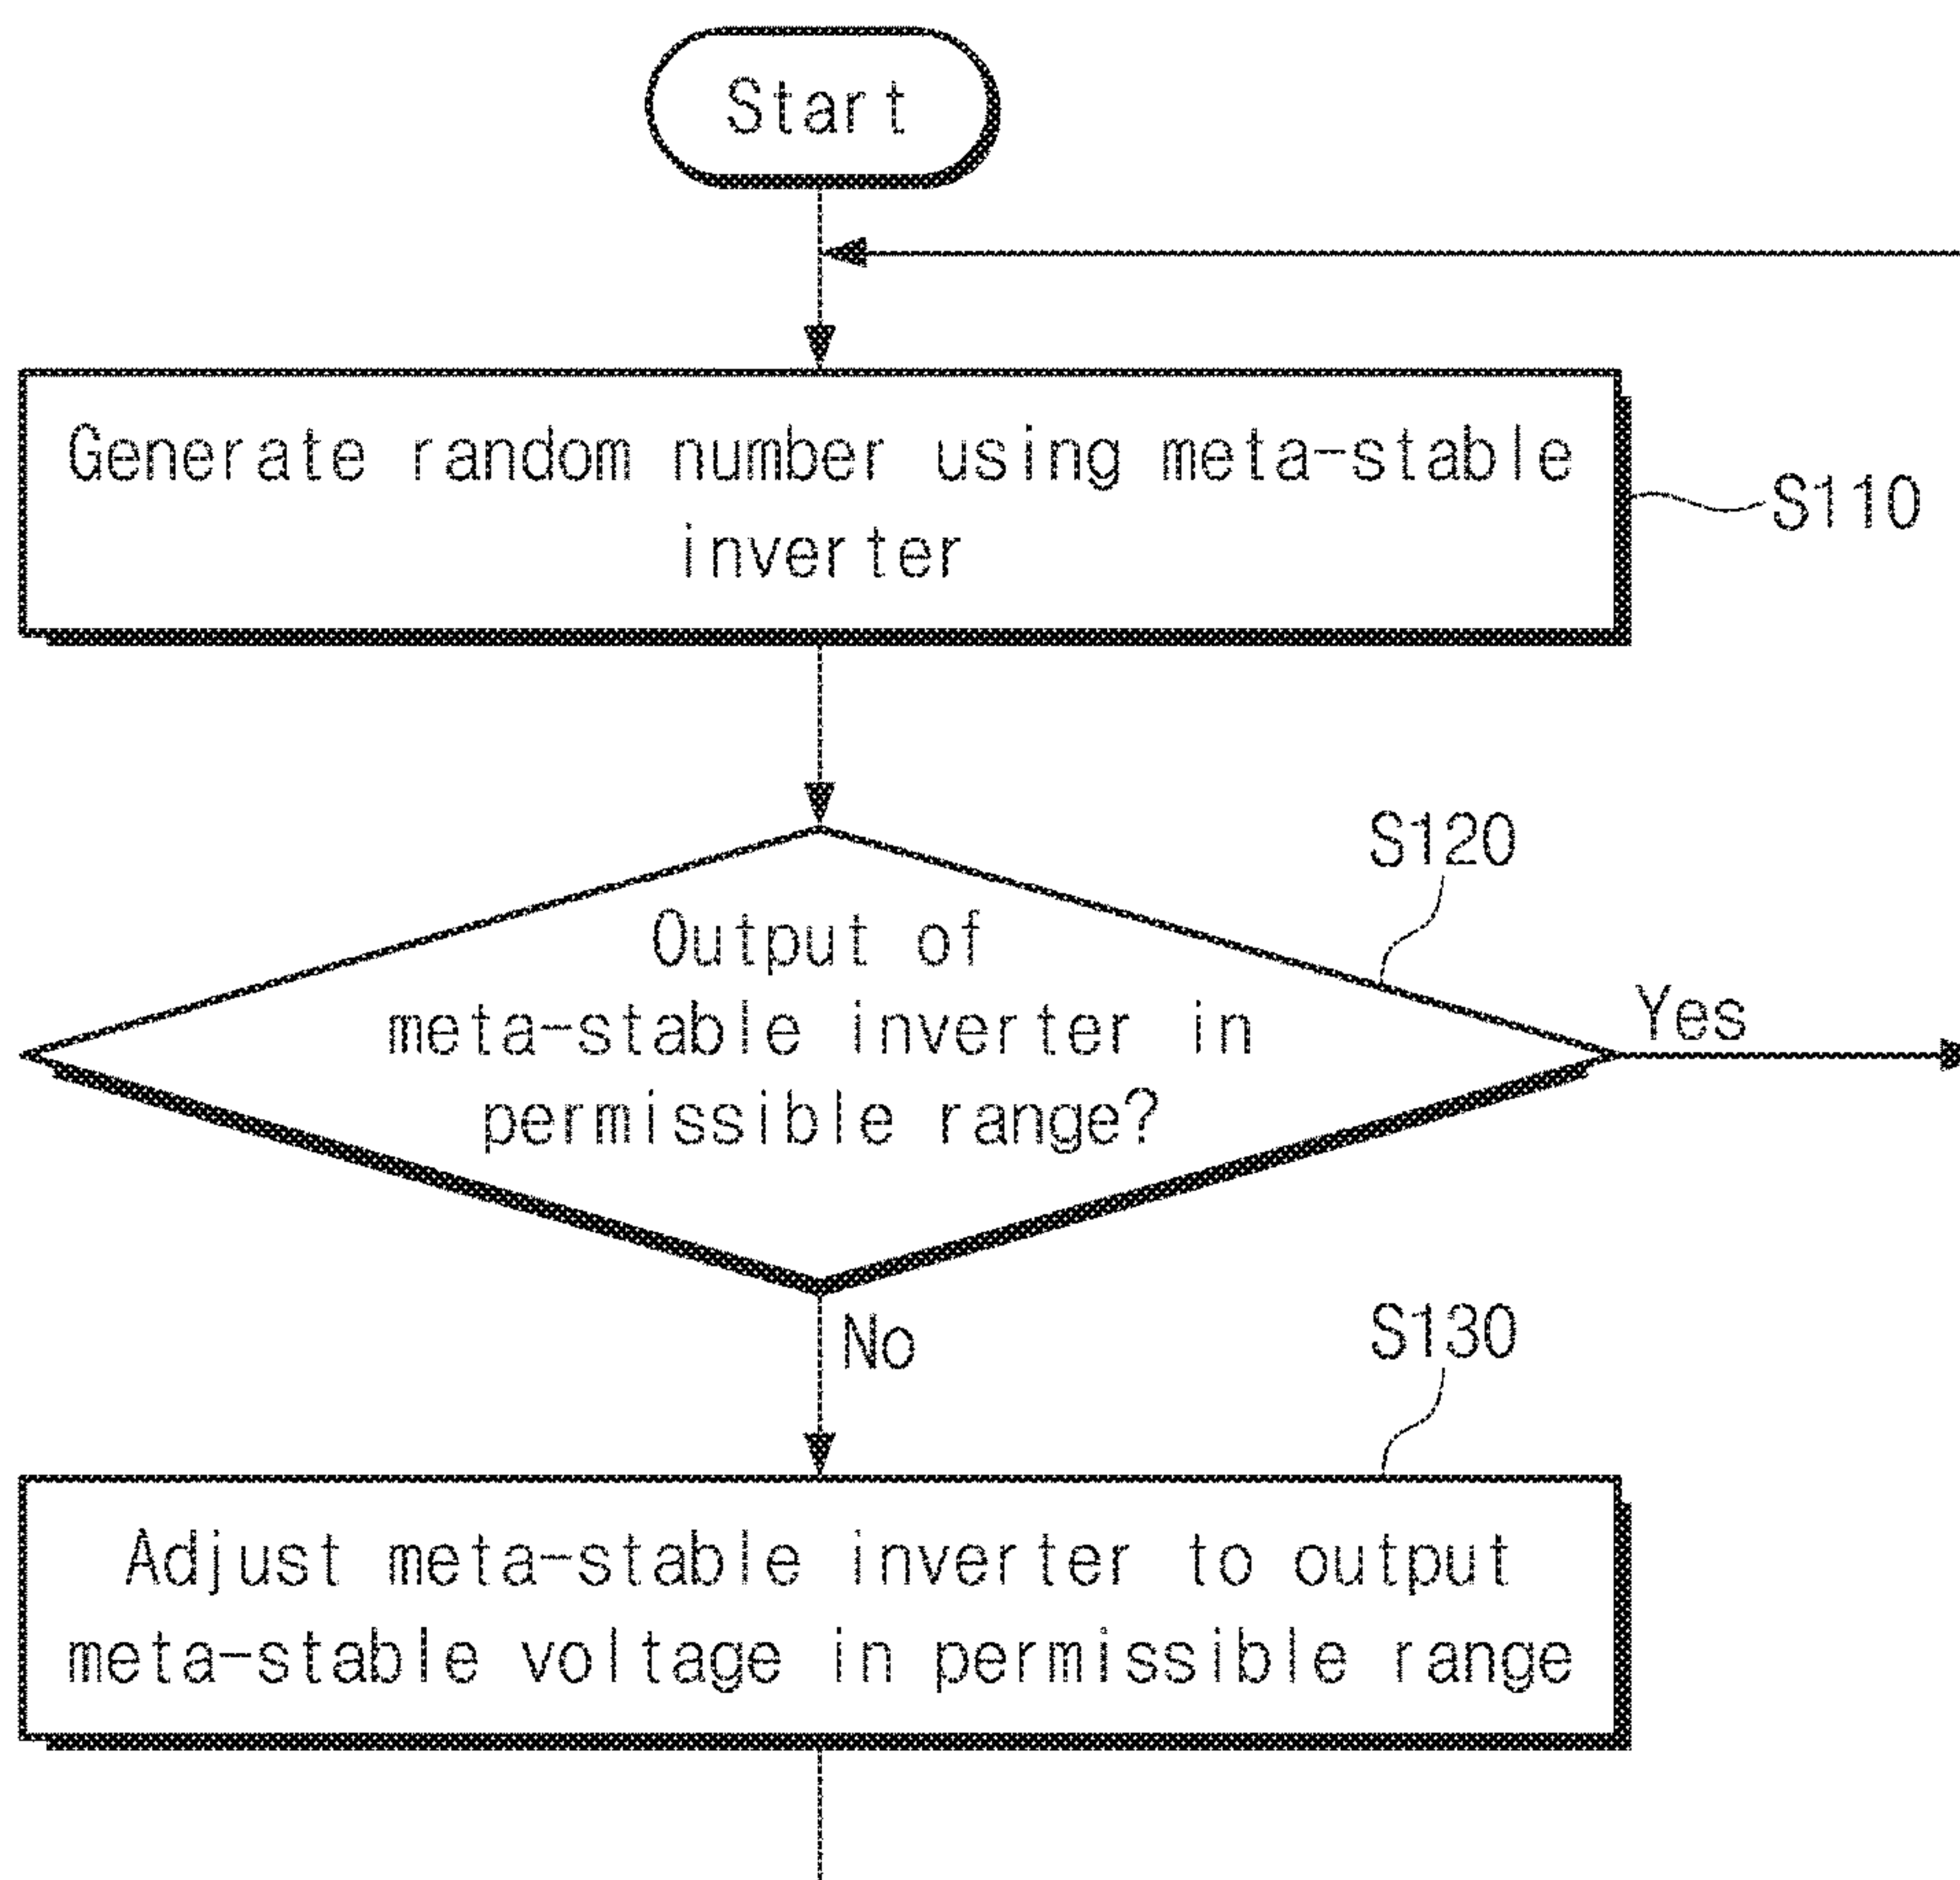 Start
Generate random number using meta-stable
inverter
S110
S120
Output of
meta-stable inverter in
permissible range?
Yes
No
S130
Adjust meta-stable inverter to output
meta-stable voltage in permissible range